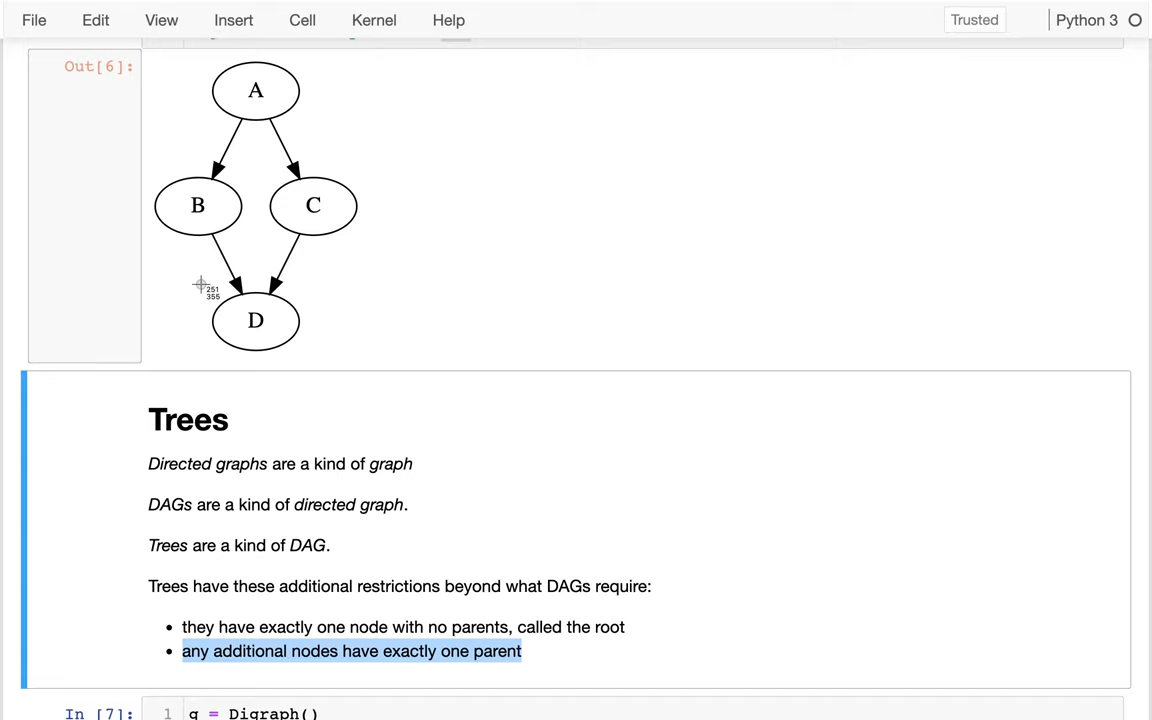 File Edit View Insert Cell Kernel Help Trusted Python 3
Out[6]:
A
B C
251
355
D
Trees
Directed graphs are a kind of graph
DAGs are a kind of directed graph.
Trees are a kind of DAG.
Trees have these additional restrictions beyond what DAGs require:
• they have exactly one node with no parents, called the root
• any additional nodes have exactly one parent
In [7]: 1 g = Digraph()